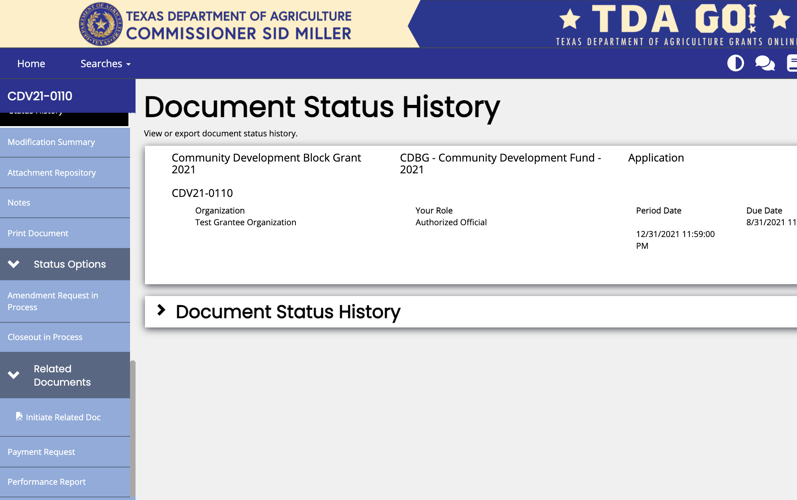 TEXAS DEPARTMENT OF AGRICULTURE
COMMISSIONER SID MILLER
TDA GO!
TEXAS DEPARTMENT OF AGRICULTURE GRANTS ONLIN
Home
Searches
CDV21-0110
Status History
Modification Summary
Attachment Repository
Notes
Print Document
Status Options
Amendment Request in
Process
Closeout in Process
Related
Documents
Initiate Related Doc
Payment Request
Performance Report
Document Status History
View or export document status history.
Community Development Block Grant
2021
CDBG - Community Development Fund -
2021
Application
CDV21-0110
Organization
Test Grantee Organization
Your Role
Authorized Official
Period Date
12/31/2021 11:59:00
PM
Due Date
8/31/2021 11
Document Status History